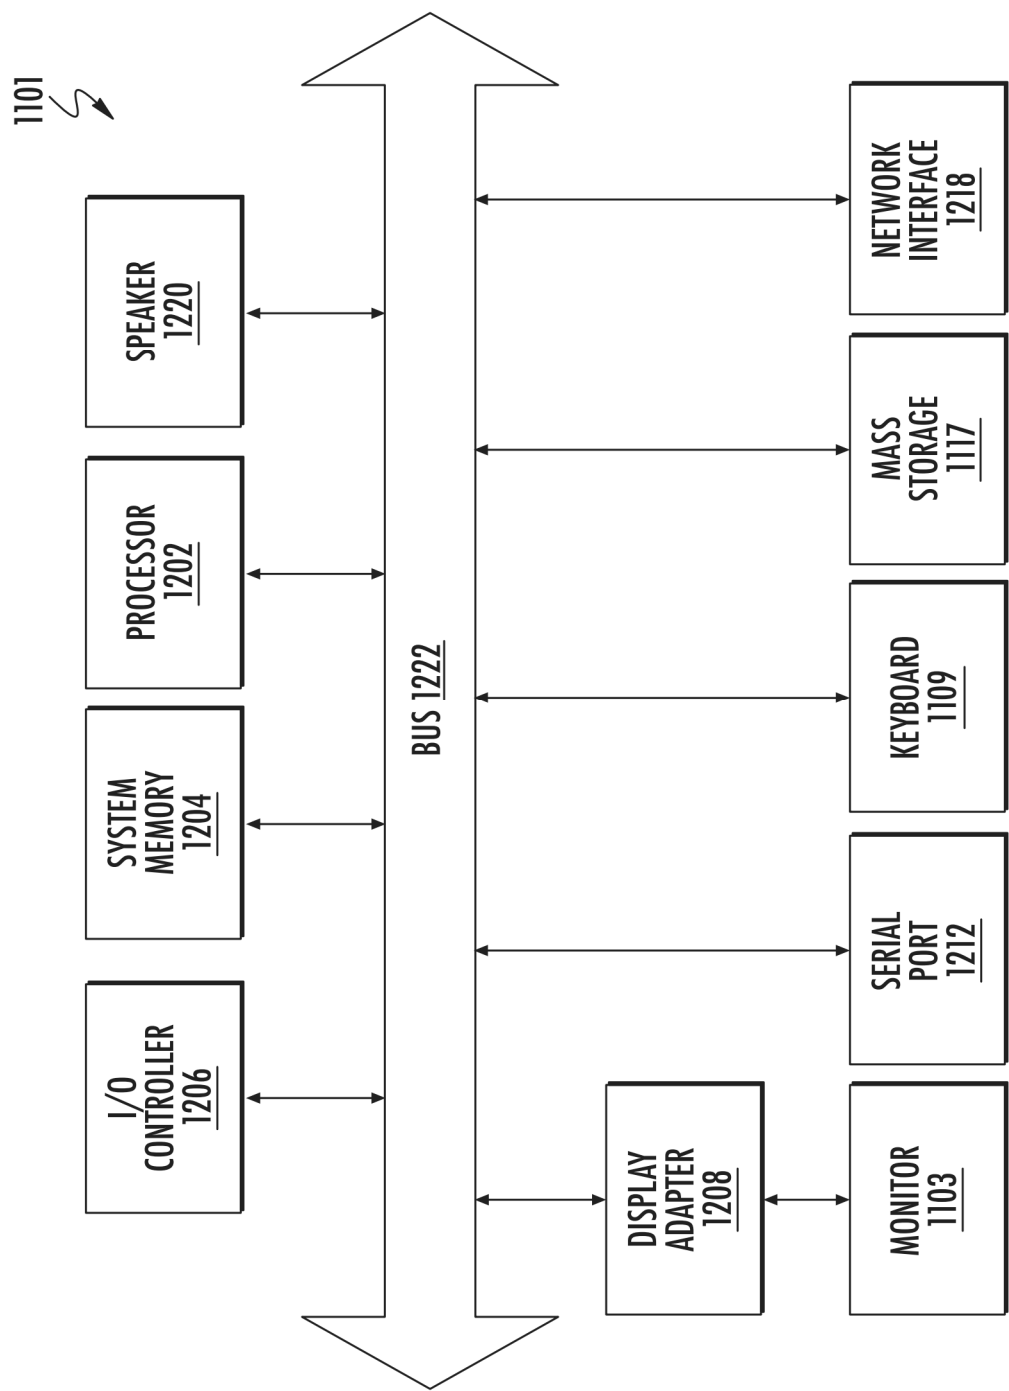 1101
I/O
CONTROLLER
1206
SYSTEM
MEMORY
1204
PROCESSOR
1202
SPEAKER
1220
BUS 1222
DISPLAY
ADAPTER
1208
MONITOR
1103
SERIAL
PORT
1212
KEYBOARD
1109
MASS
STORAGE
1117
NETWORK
INTERFACE
1218